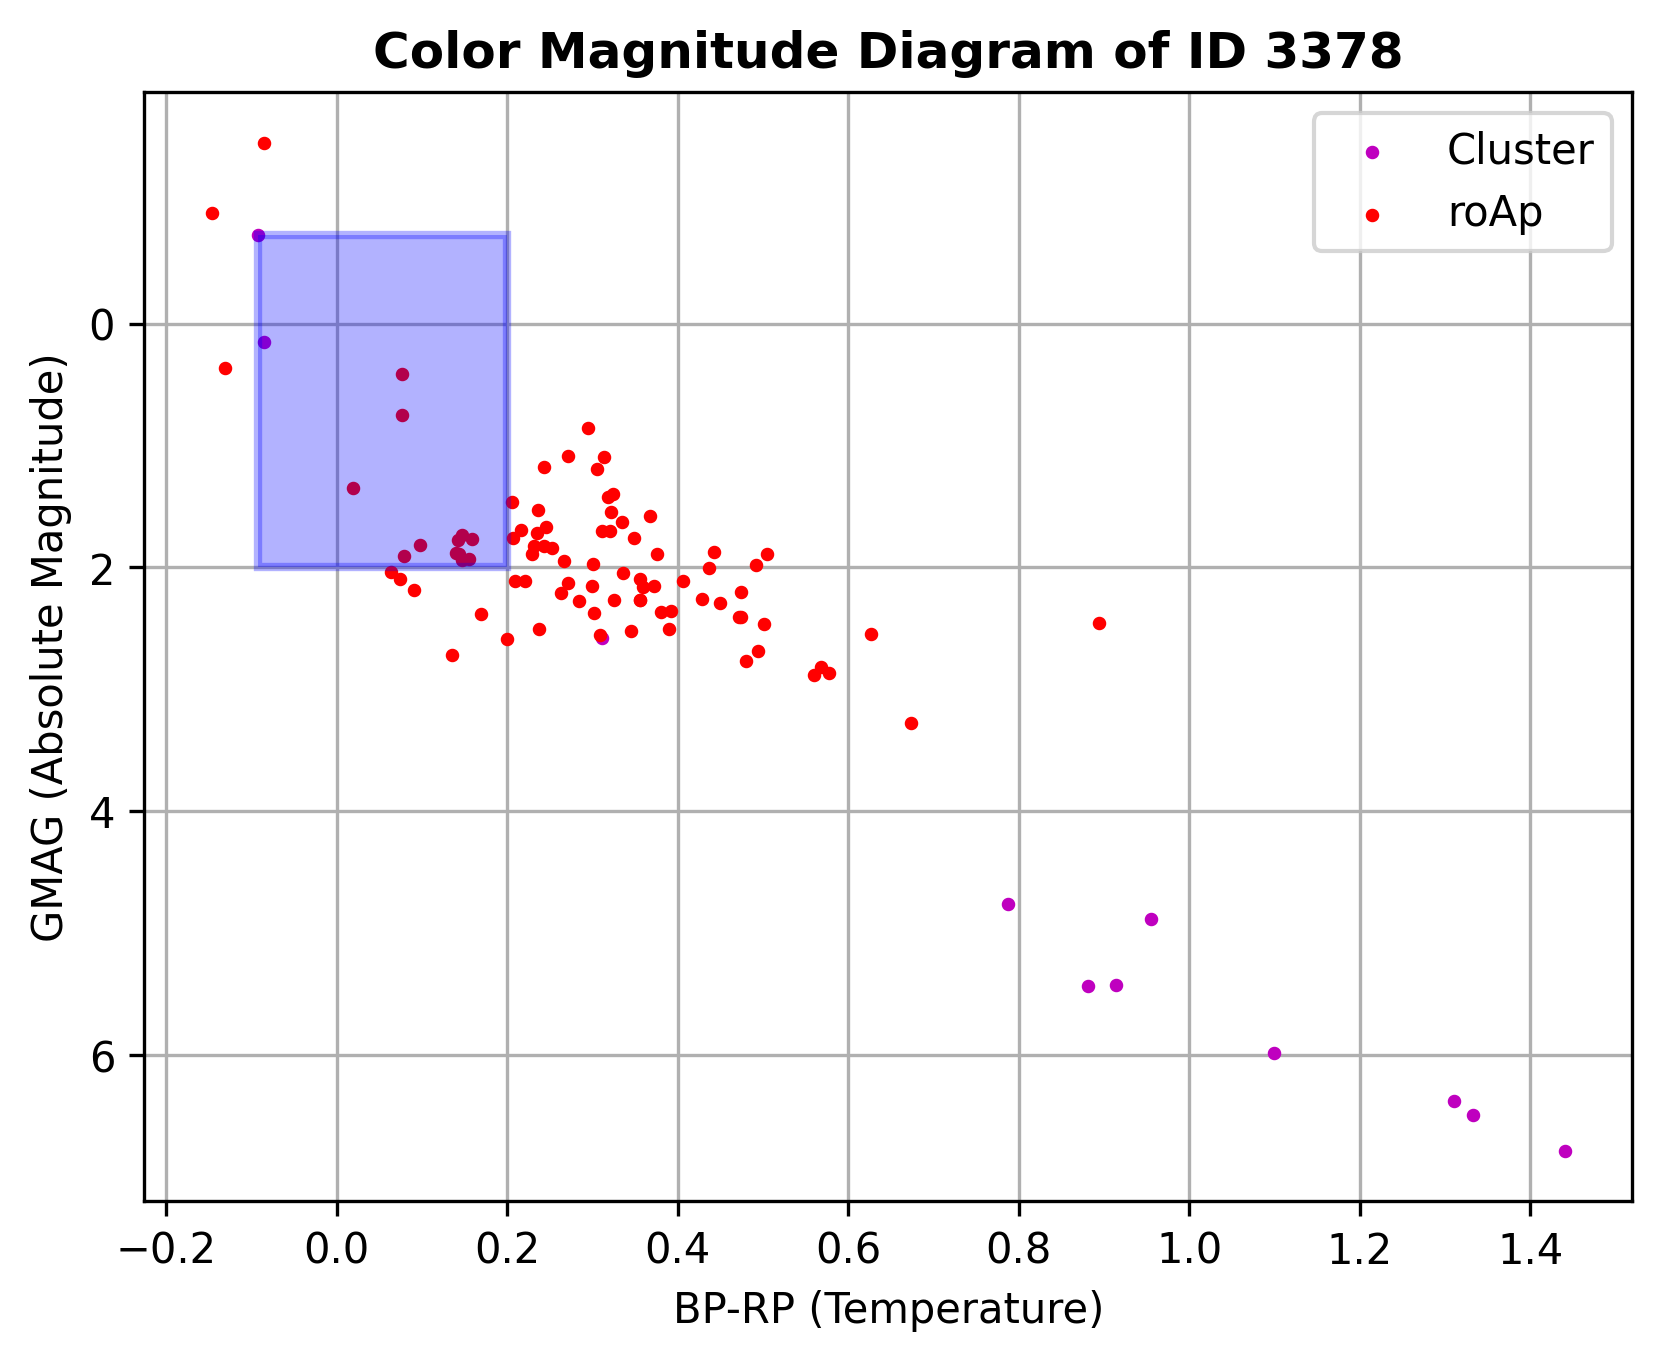 Color Magnitude Diagram of ID 3378
Cluster
roAp
GMAG (Absolute Magnitude)
0
2
4
6
−0.2 0.0 0.2 0.4 0.6 0.8 1.0 1.2 1.4
BP-RP (Temperature)